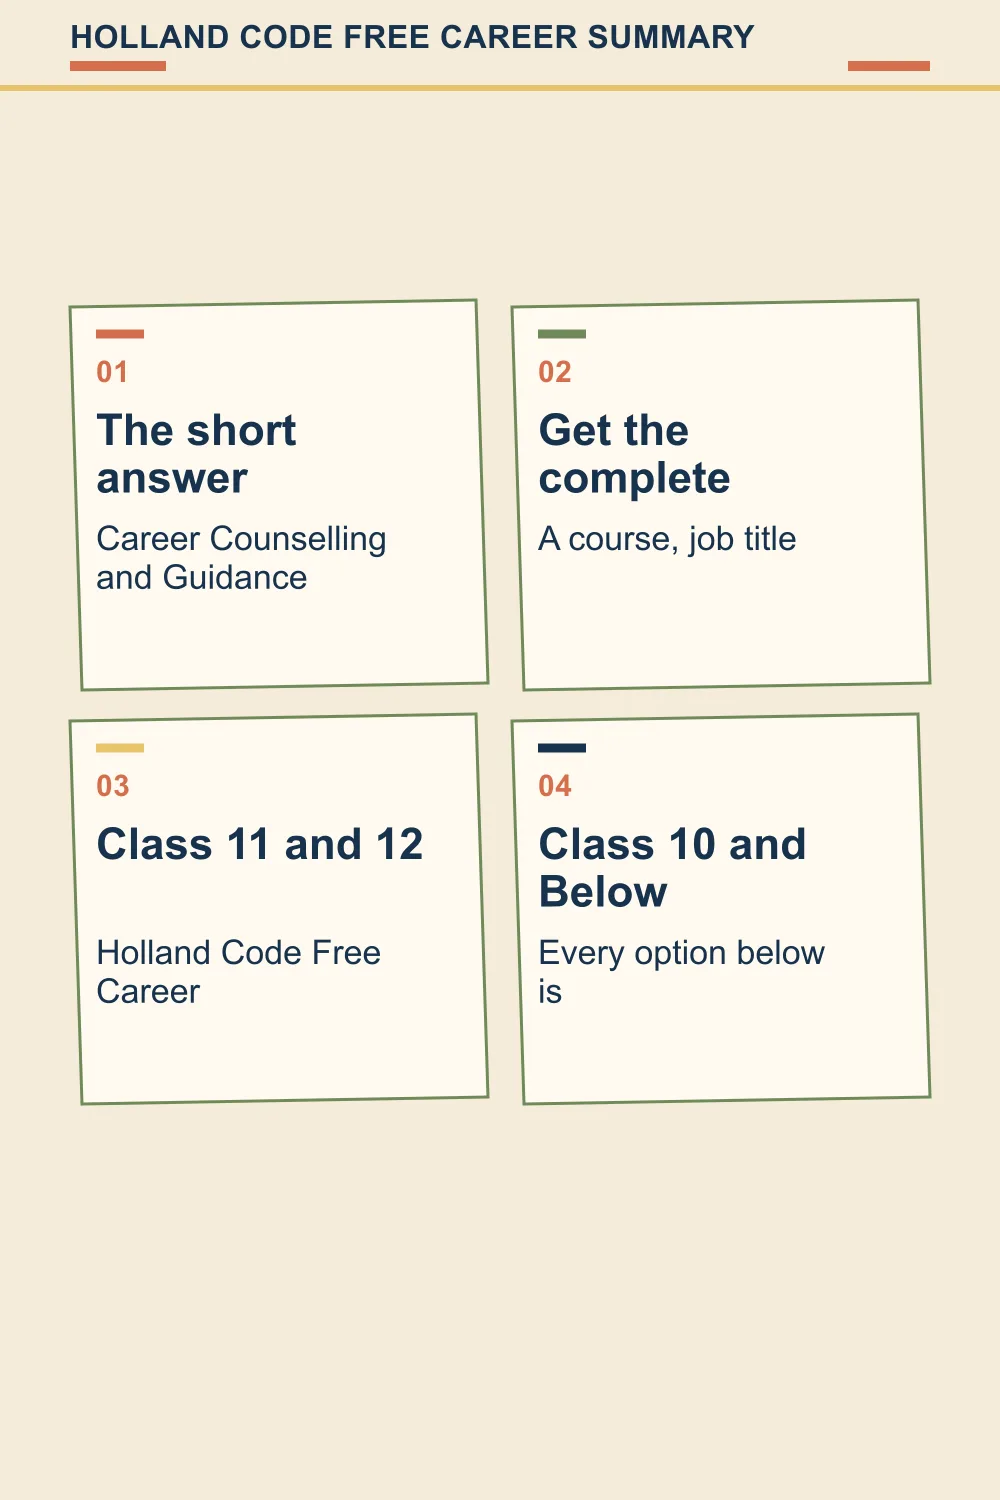 HOLLAND CODE FREE CAREER SUMMARY
01
The short
answer
Career Counselling
and Guidance
02
Get the
complete
A course, job title
03
Class 11 and 12
Holland Code Free
Career
04
Class 10 and
Below
Every option below
is